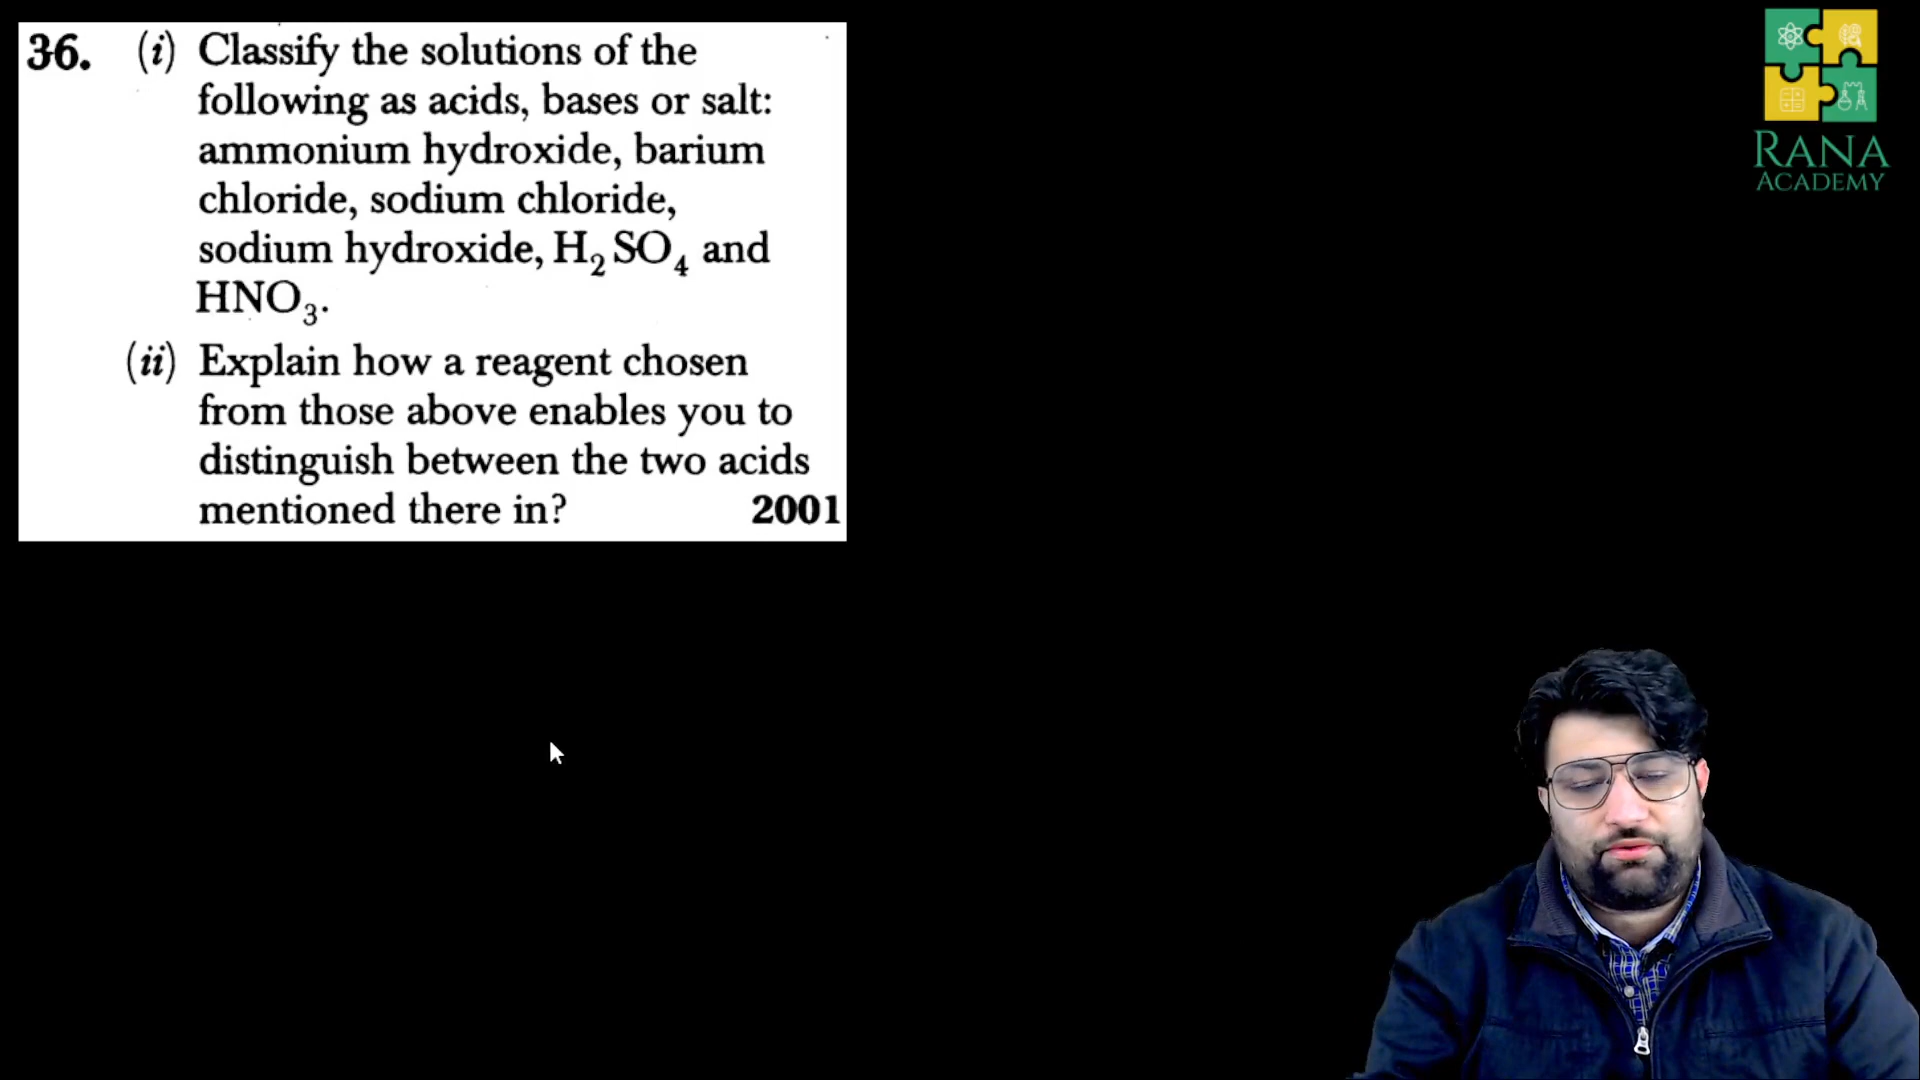 36. (i) Classify the solutions of the
following as acids, bases or salt:
ammonium hydroxide, barium
chloride, sodium chloride,
sodium hydroxide, H₂SO₄ and
HNO₃.
(ii) Explain how a reagent chosen
from those above enables you to
distinguish between the two acids
mentioned there in? 2001
RANA
ACADEMY